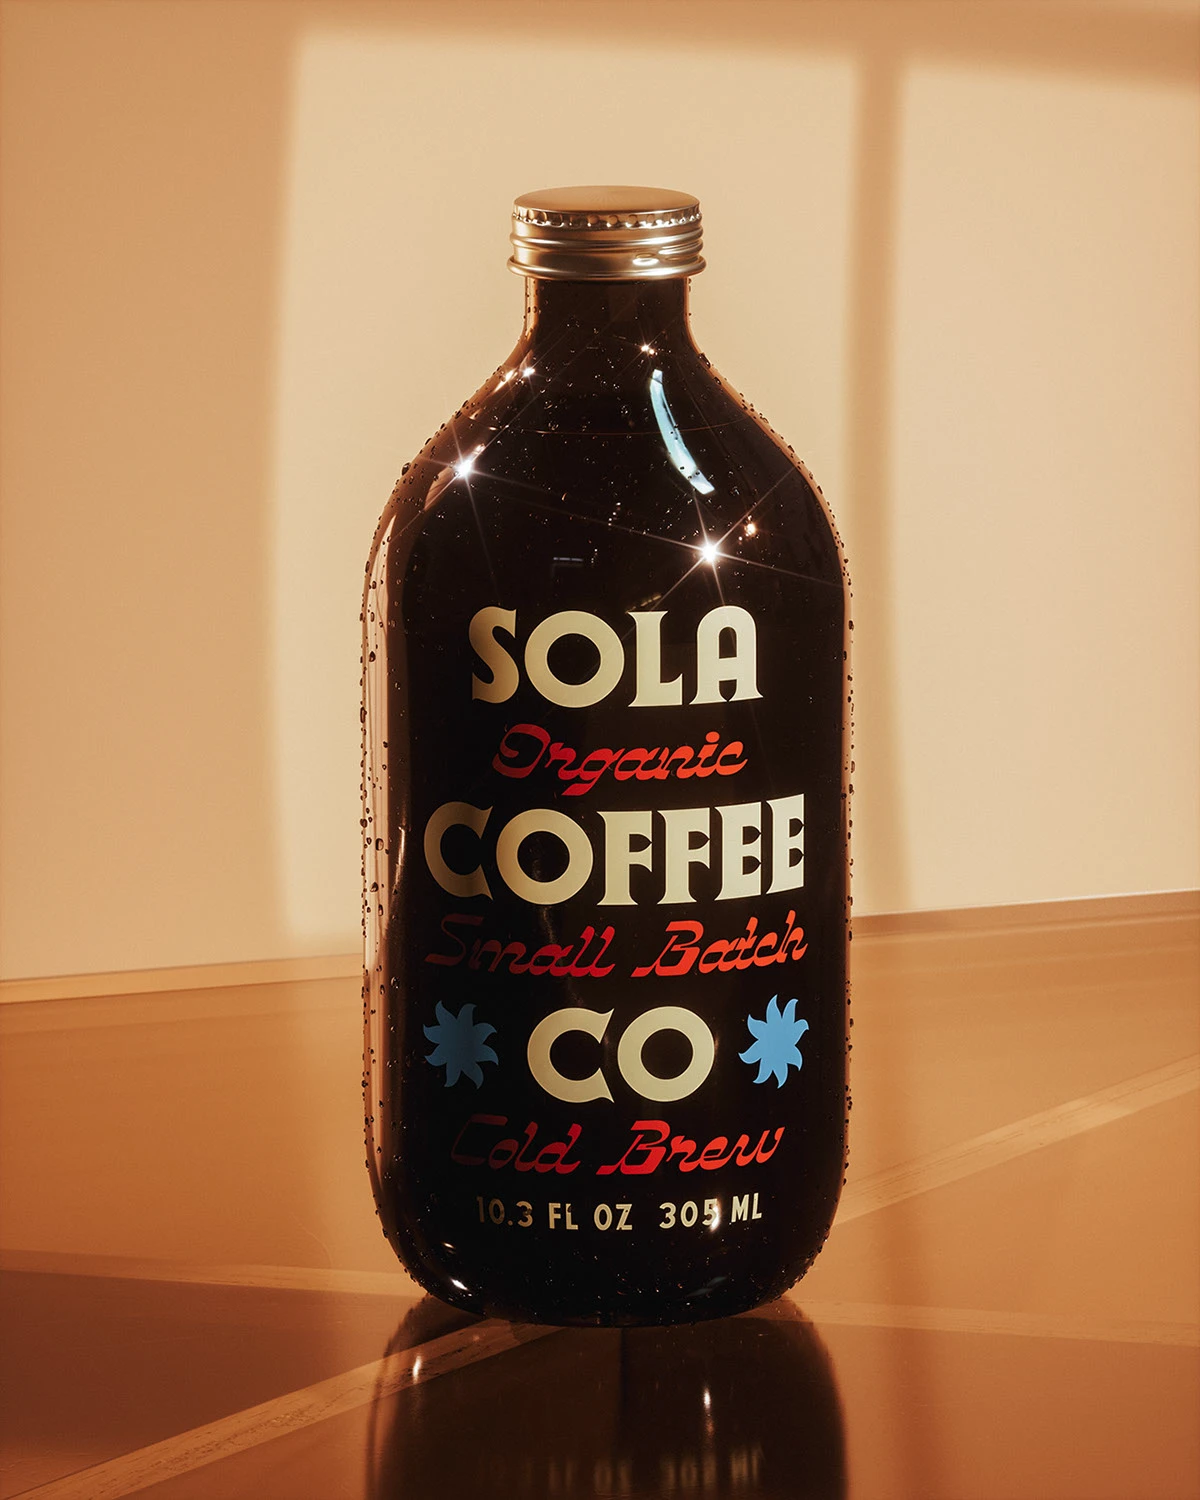 SOLA
Organic
COFFEE
Small Batch
CO
Cold Brew
10.3 FL OZ 305 ML